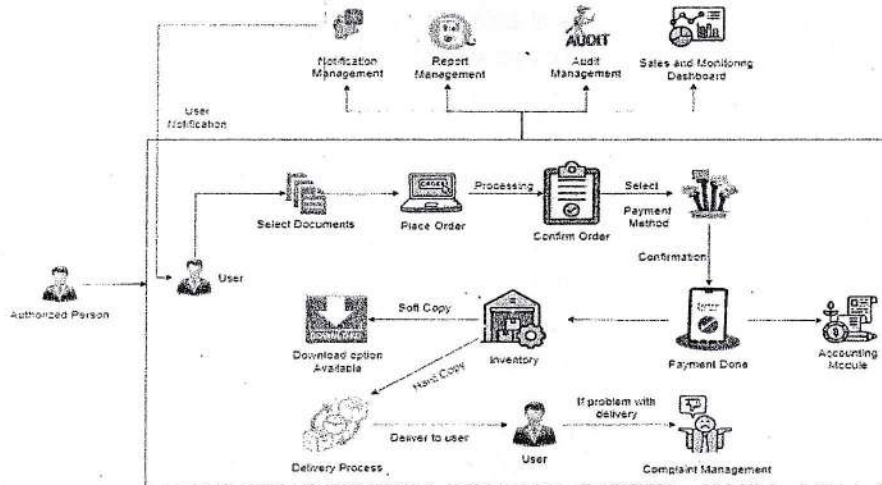 AUDIT
Notification
Management
Report
Management
Audit
Management
Sales and Monitoring
Dashboard
User
Notification
Select Documents
Place Order
Processing
Confirm Order
Select
Payment
Method
Confirmation
Authorized Person
User
Soft Copy
Download option
Available
Inventory
Payment Done
Accounting
Module
Hard Copy
Delivery Process
Deliver to user
User
If problem with
delivery
Complaint Management